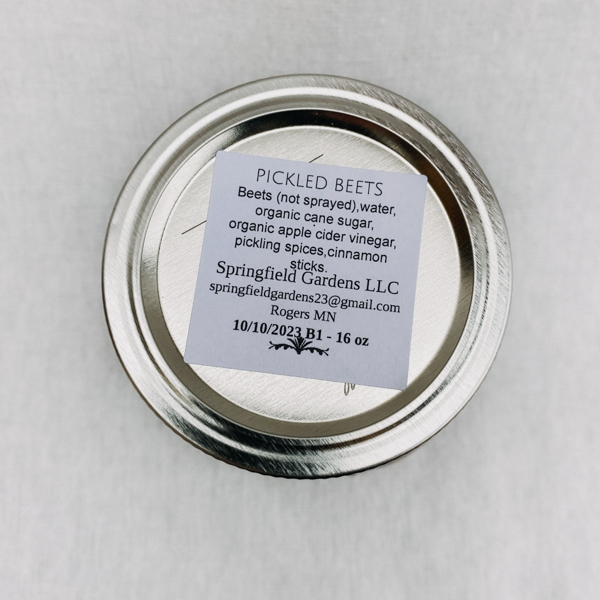 PICKLED BEETS
Beets (not sprayed),water,
organic cane sugar,
organic apple cider vinegar,
pickling spices,cinnamon
sticks.
Springfield Gardens LLC
springfieldgardens23@gmail.com
Rogers MN
10/10/2023 B1 - 16 oz